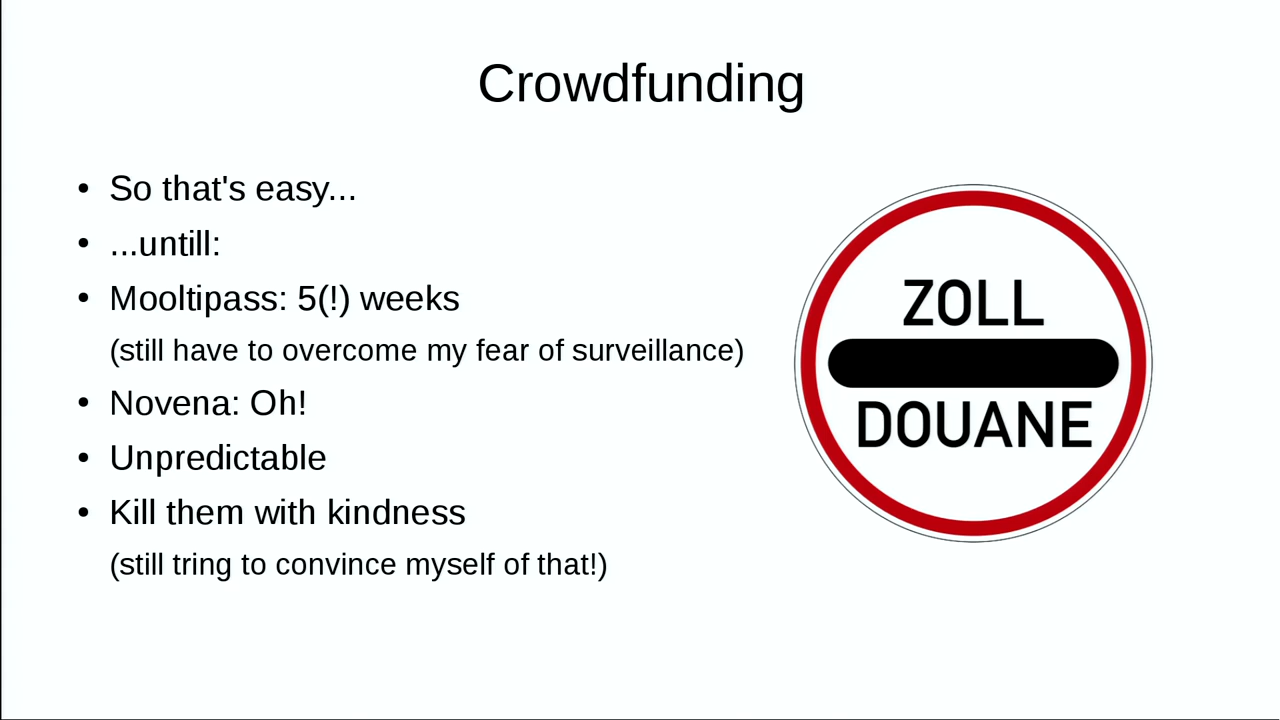 Crowdfunding
• So that's easy...
• ...untill:
• Mooltipass: 5(!) weeks
(still have to overcome my fear of surveillance)
• Novena: Oh!
• Unpredictable
• Kill them with kindness
(still tring to convince myself of that!)
ZOLL
DOUANE